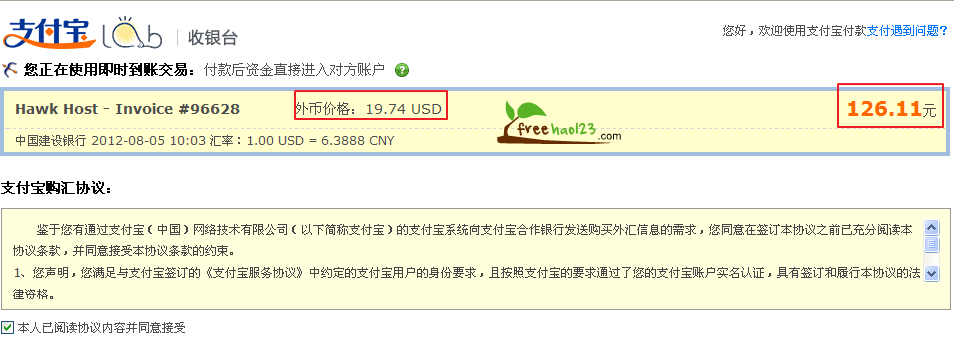 支付宝 Lab 收银台
您好，欢迎使用支付宝付款支付遇到问题？
您正在使用即时到账交易：付款后资金直接进入对方账户
Hawk Host - Invoice #96628 外币价格：19.74 USD 126.11元
freehao123.com
中国建设银行 2012-08-05 10:03 汇率：1.00 USD = 6.3888 CNY
支付宝购汇协议：
鉴于您有通过支付宝（中国）网络技术有限公司（以下简称支付宝）的支付宝系统向支付宝合作银行发送购买外汇信息的需求，您同意在签订本协议之前已充分阅读本
协议条款，并同意接受本协议条款的约束。
1、您声明，您满足与支付宝签订的《支付宝服务协议》中约定的支付宝用户的身份要求，且按照支付宝的要求通过了您的支付宝账户实名认证，具有签订和履行本协议的法
律资格。
本人已阅读协议内容并同意接受